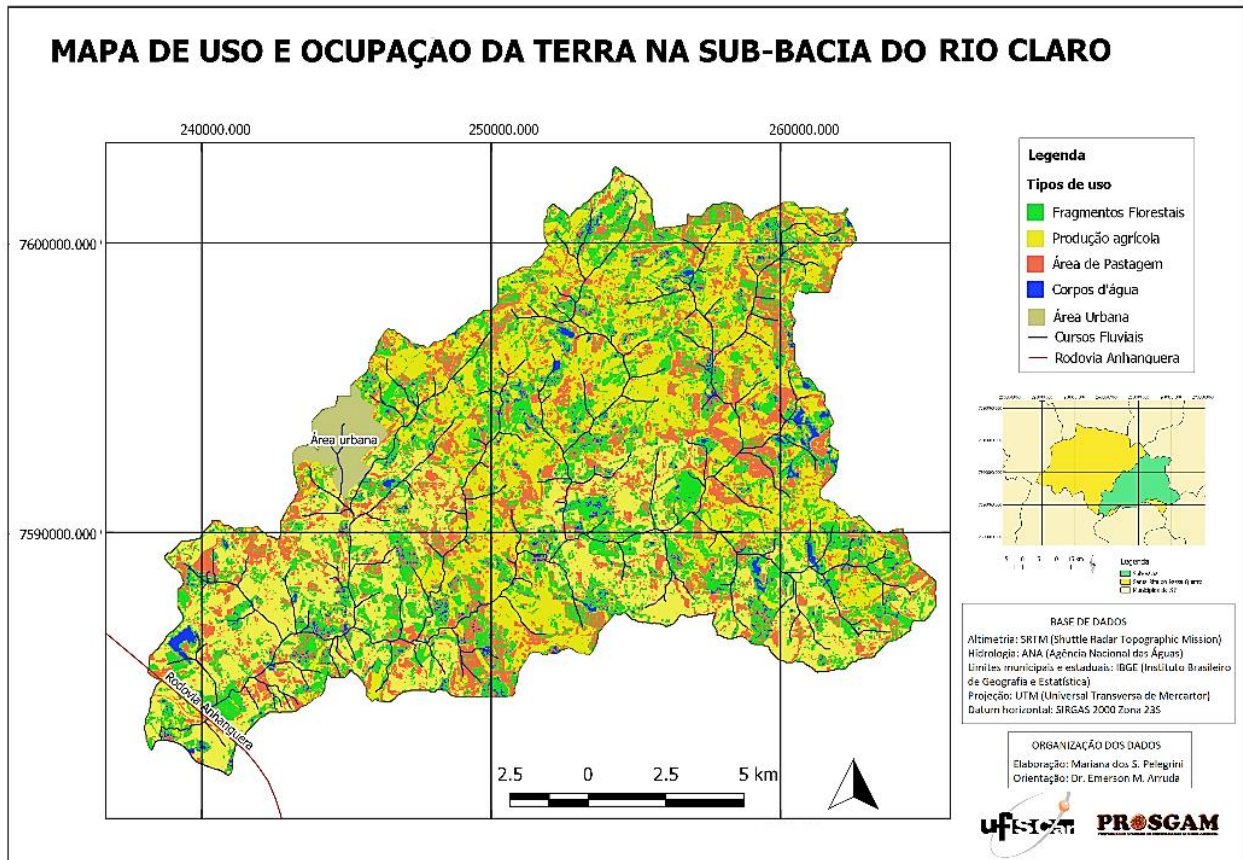 MAPA DE USO E OCUPAÇAO DA TERRA NA SUB-BACIA DO RIO CLARO
240000.000
250000.000
260000.000
7600000.000
7590000.000
Área urbana
Rodovia Anhanguera
2.5 0 2.5 5 km
Legenda
Tipos de uso
Fragmentos Florestais
Produção agrícola
Área de Pastagem
Corpos d'água
Área Urbana
Cursos Fluviais
Rodovia Anhanquera
Legenda
BASE DE DADOS
Altimetria: SRTM (Shuttle Radar Topographic Mission)
Hidrologia: ANA (Agência Nacional das Águas)
Limites municipais e estaduais: IBGE (Instituto Brasileiro
de Geografia e Estatística)
Projeção: UTM (Universal Transversa de Mercartor)
Datum horizontal: SIRGAS 2000 Zona 23S
ORGANIZAÇÃO DOS DADOS
Elaboração: Mariana dos S. Pelegrini
Orientação: Dr. Emerson M. Arruda
ufscar
PROSGAM